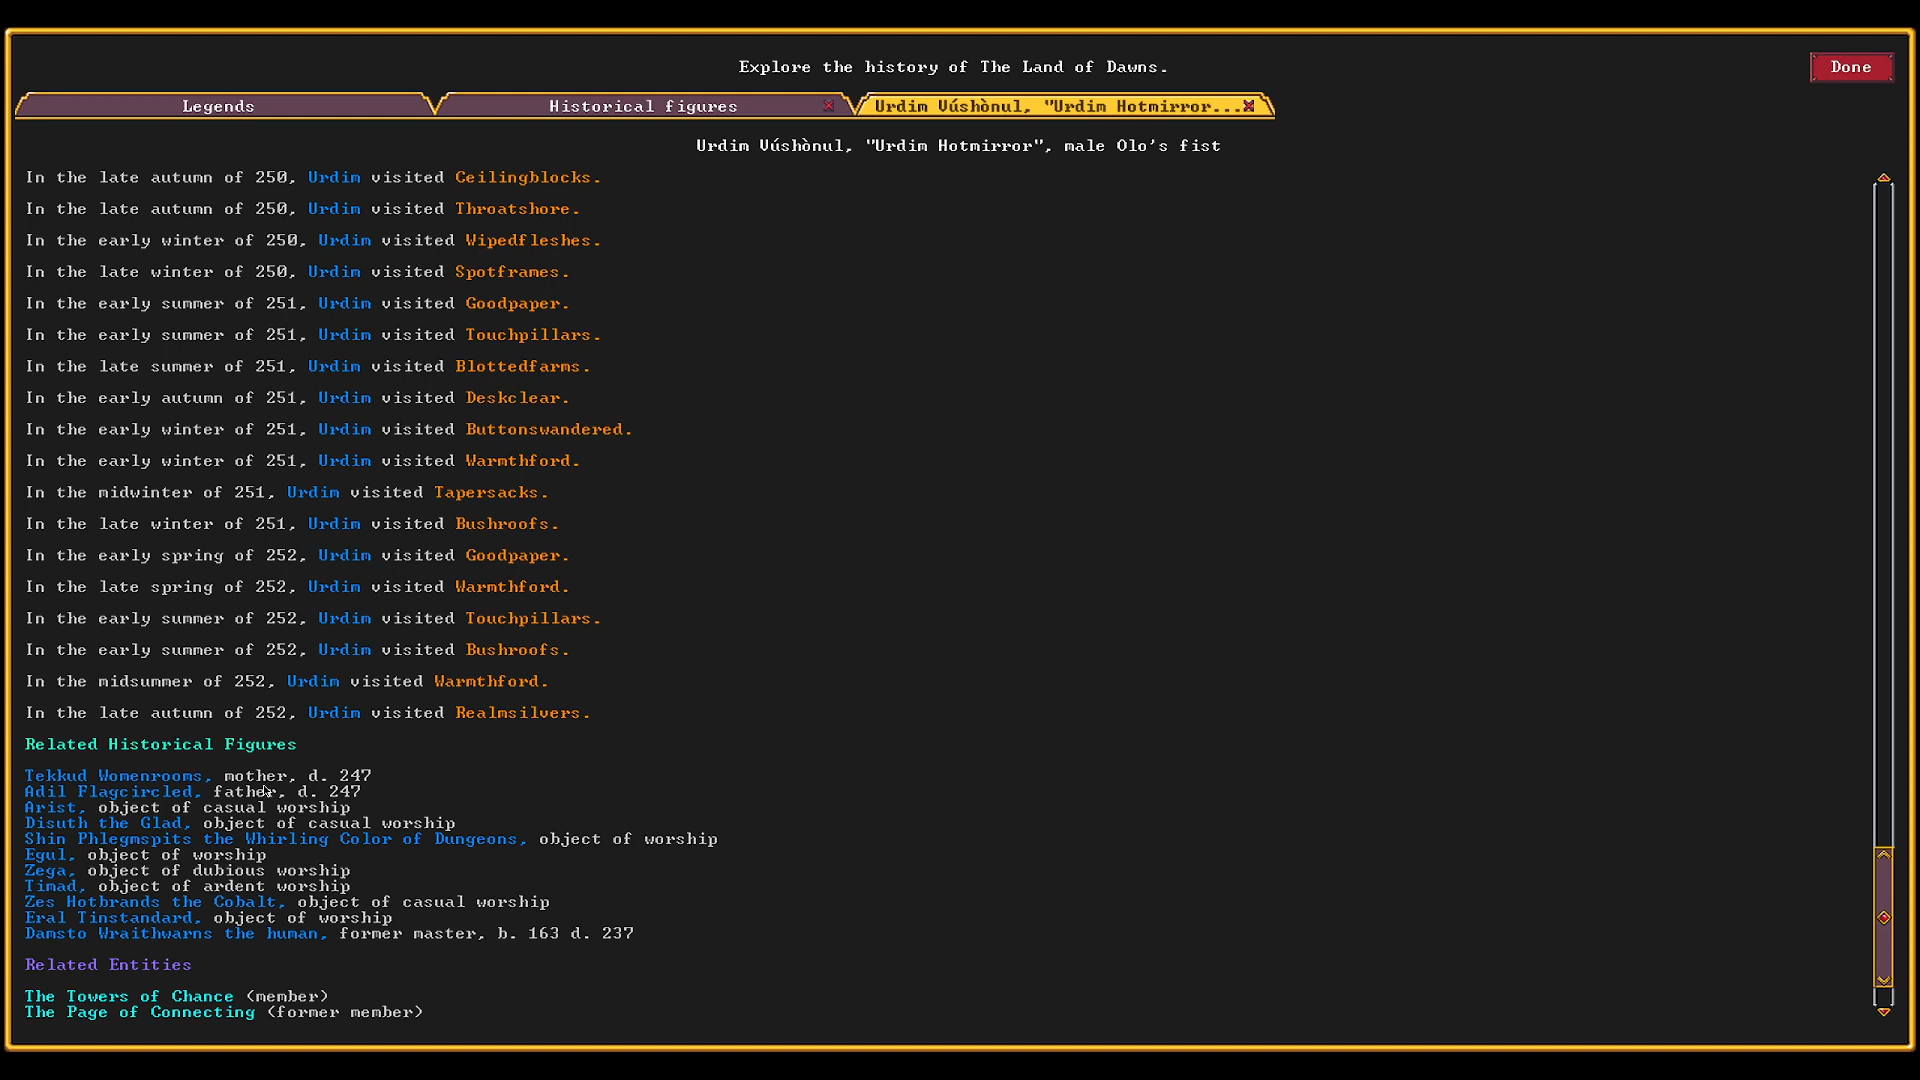 Explore the history of The Land of Dawns.
Done
Legends
Historical figures
Urdim Vúshònul, "Urdim Hotmirror...
Urdim Vúshònul, "Urdim Hotmirror", male Olo's fist
In the late autumn of 250, Urdim visited Ceilingblocks.
In the late autumn of 250, Urdim visited Throatshore.
In the early winter of 250, Urdim visited Wipedfleshes.
In the late winter of 250, Urdim visited Spotframes.
In the early summer of 251, Urdim visited Goodpaper.
In the early summer of 251, Urdim visited Touchpillars.
In the late summer of 251, Urdim visited Blottedfarms.
In the early autumn of 251, Urdim visited Deskclear.
In the early winter of 251, Urdim visited Buttonswandered.
In the early winter of 251, Urdim visited Warmthford.
In the midwinter of 251, Urdim visited Tapersacks.
In the late winter of 251, Urdim visited Bushroofs.
In the early spring of 252, Urdim visited Goodpaper.
In the late spring of 252, Urdim visited Warmthford.
In the early summer of 252, Urdim visited Touchpillars.
In the early summer of 252, Urdim visited Bushroofs.
In the midsummer of 252, Urdim visited Warmthford.
In the late autumn of 252, Urdim visited Realmsilvers.
Related Historical Figures
Tekkud Womenrooms, mother, d. 247
Adil Flagcircled, father, d. 247
Arist, object of casual worship
Disuth the Glad, object of casual worship
Shin Phlegmspits the Whirling Color of Dungeons, object of worship
Egul, object of worship
Zega, object of dubious worship
Timad, object of ardent worship
Zes Hotbrands the Cobalt, object of casual worship
Eral Tinstandard, object of worship
Damsto Wraithwarns the human, former master, b. 163 d. 237
Related Entities
The Towers of Chance (member)
The Page of Connecting (former member)